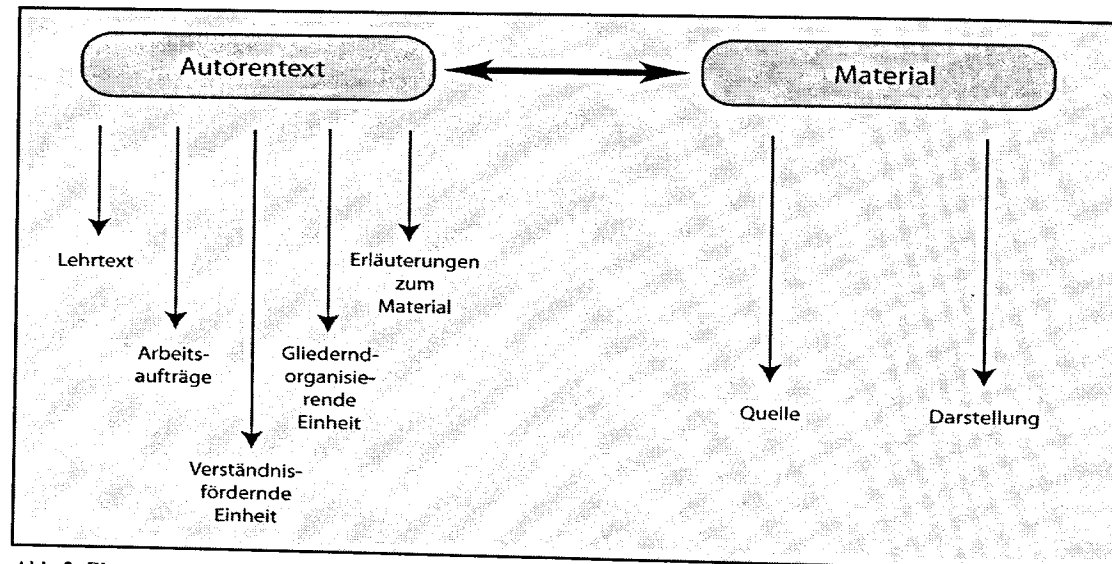 Autorentext
Material
Lehrtext
Erläuterungen
zum
Material
Arbeits-
aufträge
Gliedernd-
organisie-
rende
Einheit
Verständnis-
fördernde
Einheit
Quelle
Darstellung